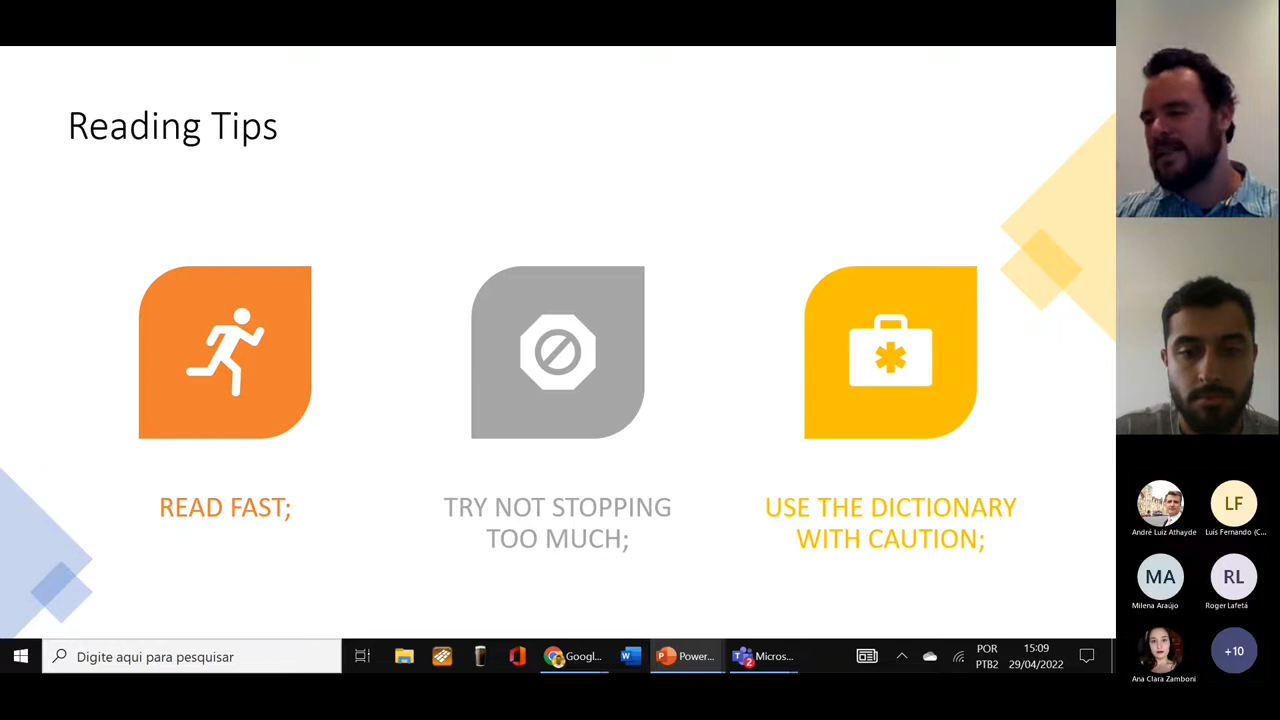 Reading Tips
READ FAST;
TRY NOT STOPPING
TOO MUCH;
USE THE DICTIONARY
WITH CAUTION;
LF
André Luiz Athayde
Luís Fernando (C...
MA
RL
Milena Araújo
Roger Lafetá
+10
Ana Clara Zamboni
Digite aqui para pesquisar
Googl...
Power...
2
Micros...
POR
PTB2
15:09
29/04/2022